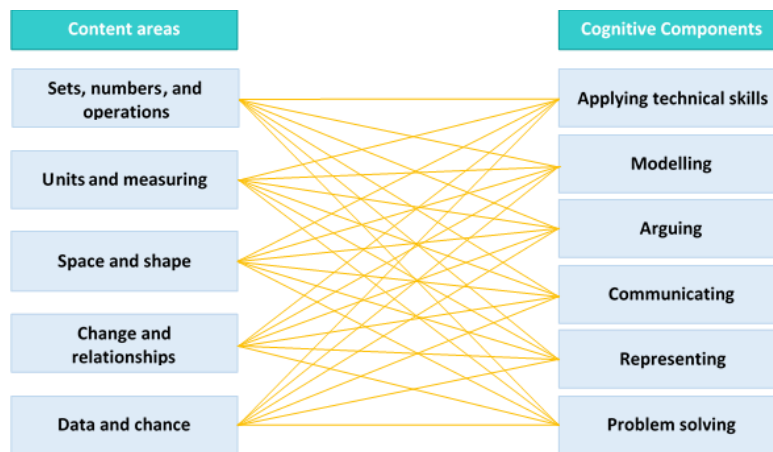 Content areas
Sets, numbers, and
operations
Units and measuring
Space and shape
Change and
relationships
Data and chance
Cognitive Components
Applying technical skills
Modelling
Arguing
Communicating
Representing
Problem solving